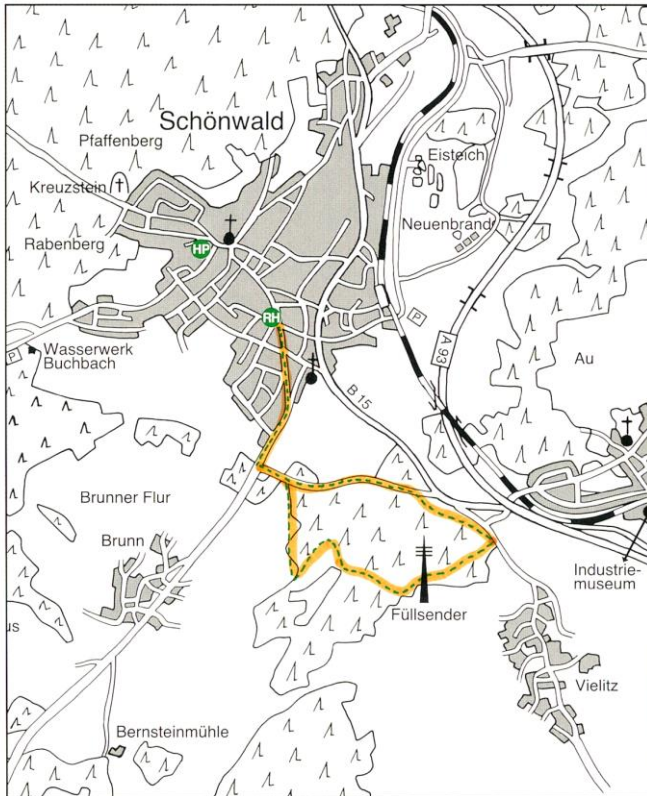 Schönwald
Pfaffenberg
Kreuzstein
Rabenberg
HP
Eisteich
Neuenbrand
RH
P
P
Wasserwerk
Buchbach
A 93
Au
B 15
Brunner Flur
Brunn
us
Industrie-
museum
Füllsender
Vielitz
Bernsteinmühle